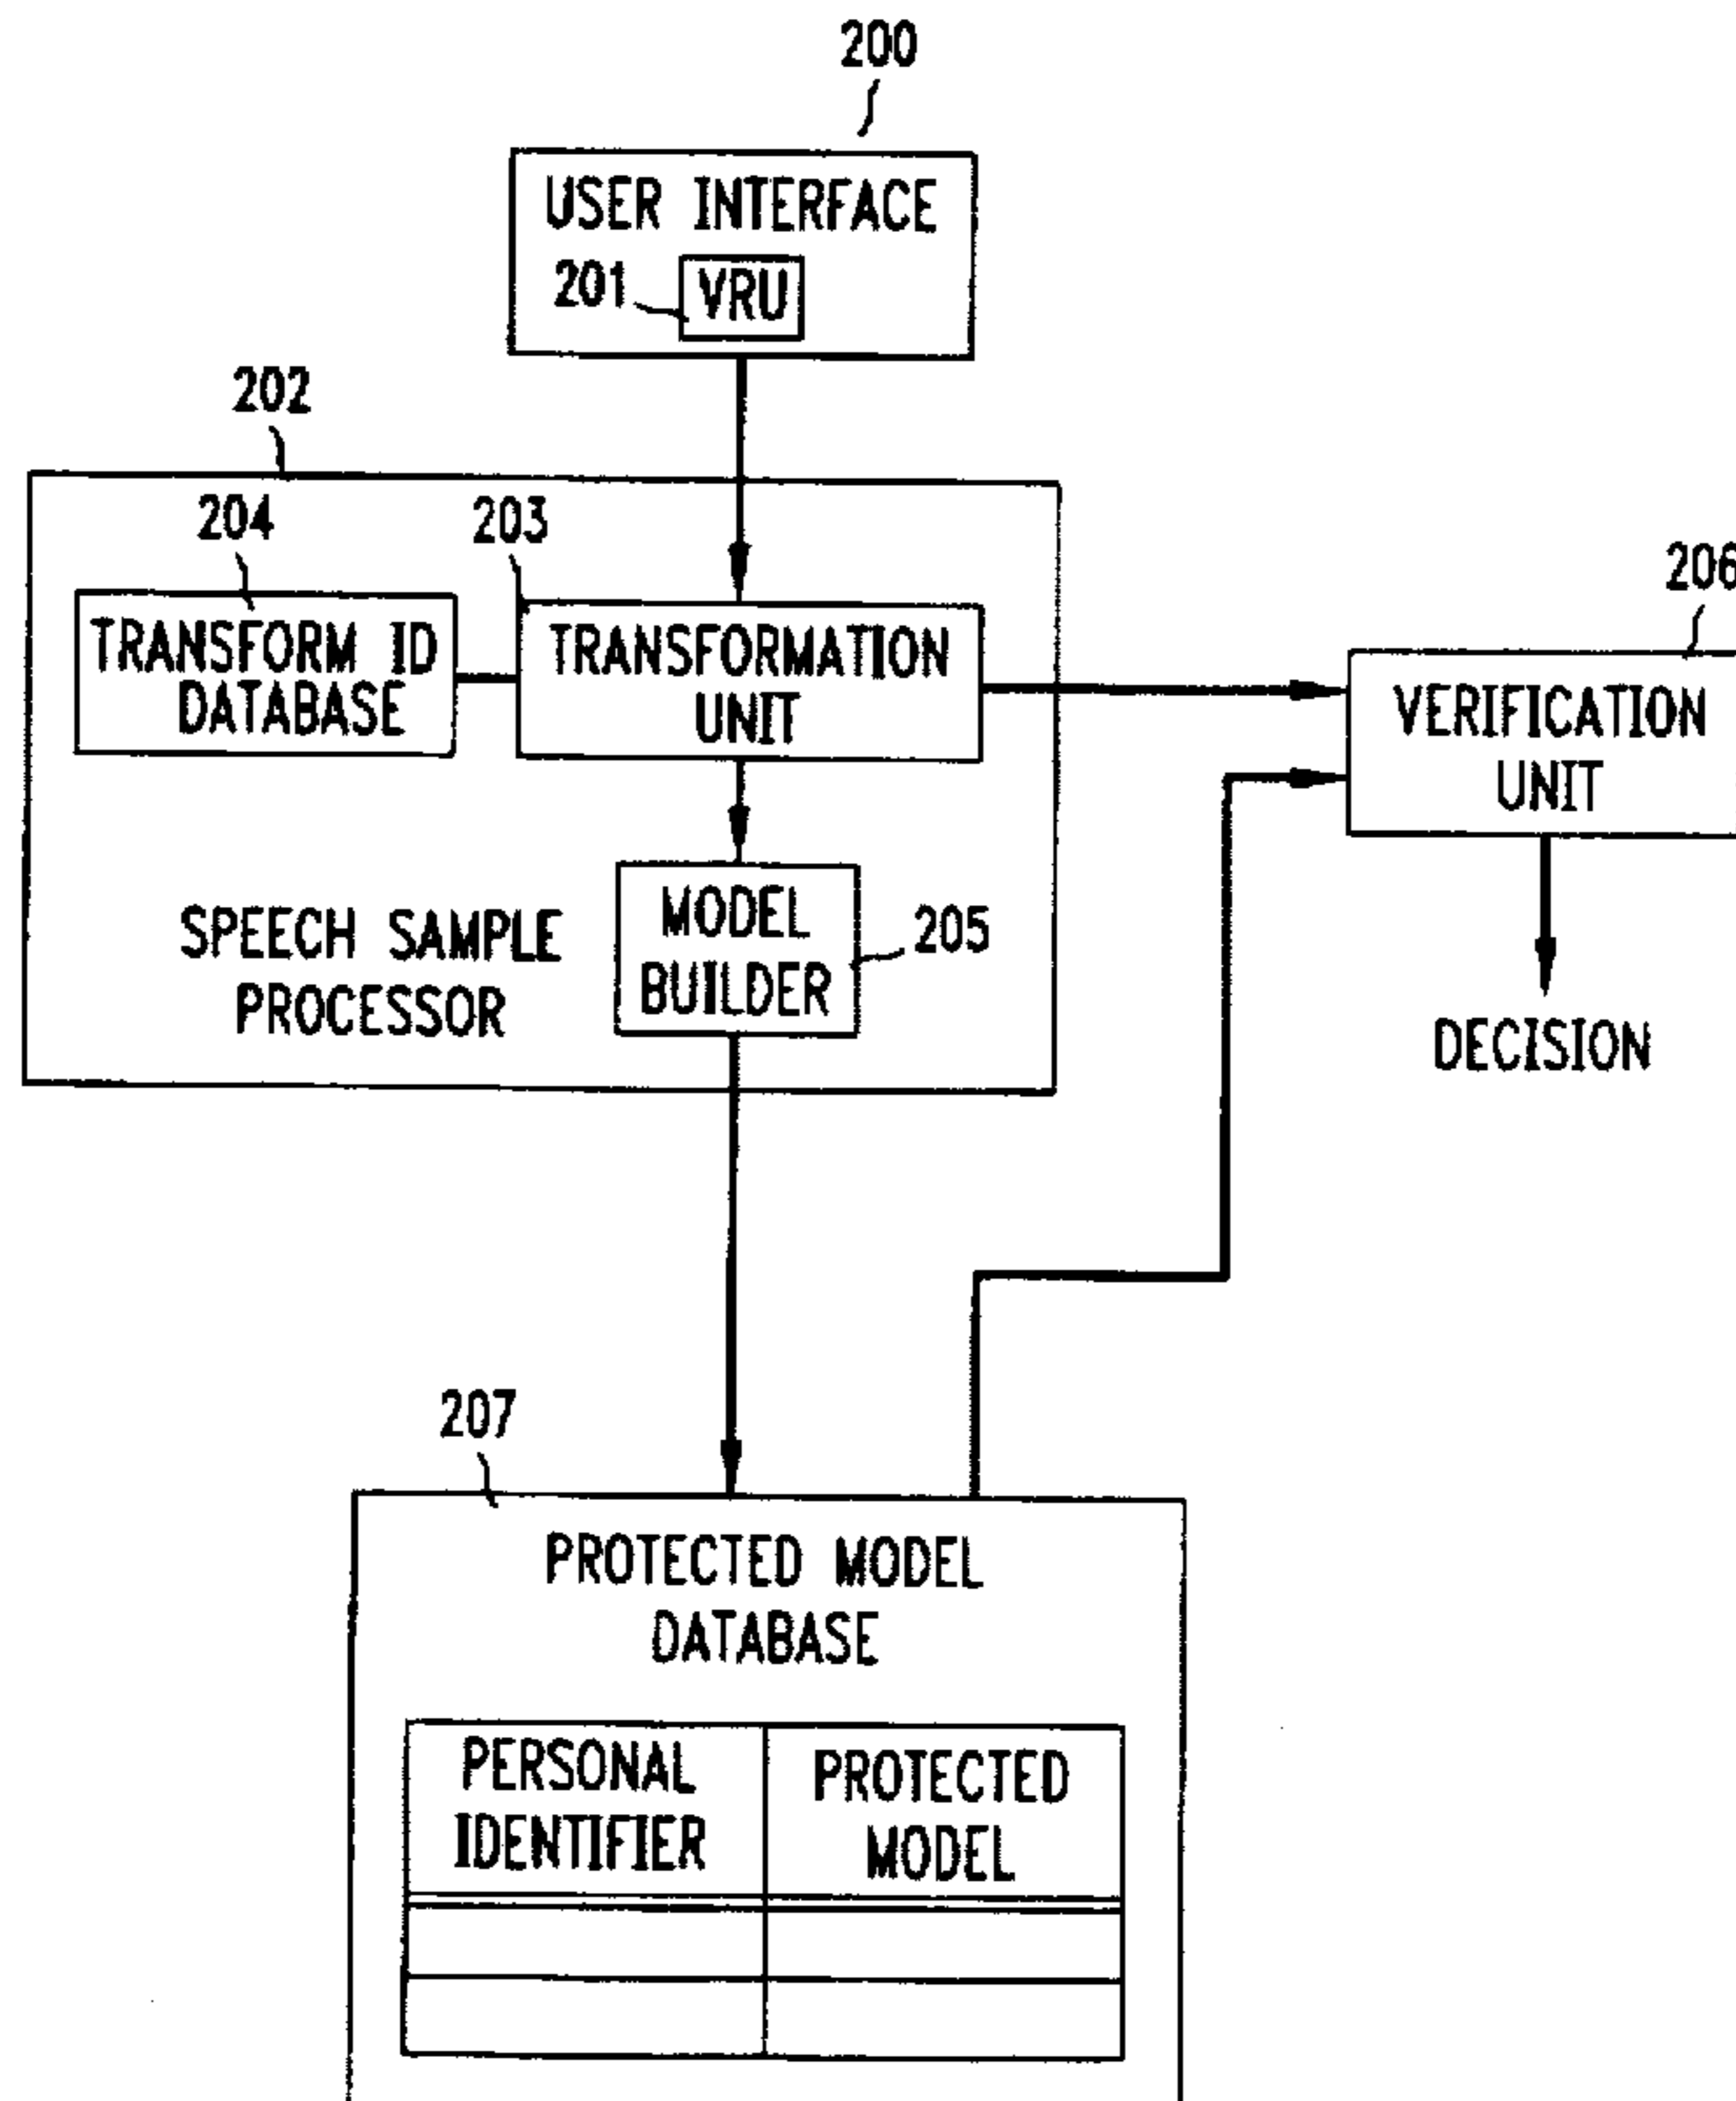 200
USER INTERFACE
201
VRU
202
204
203
TRANSFORM ID
DATABASE
TRANSFORMATION
UNIT
206
VERIFICATION
UNIT
MODEL
BUILDER
205
SPEECH SAMPLE
PROCESSOR
DECISION
207
PROTECTED MODEL
DATABASE
PERSONAL
IDENTIFIER
PROTECTED
MODEL